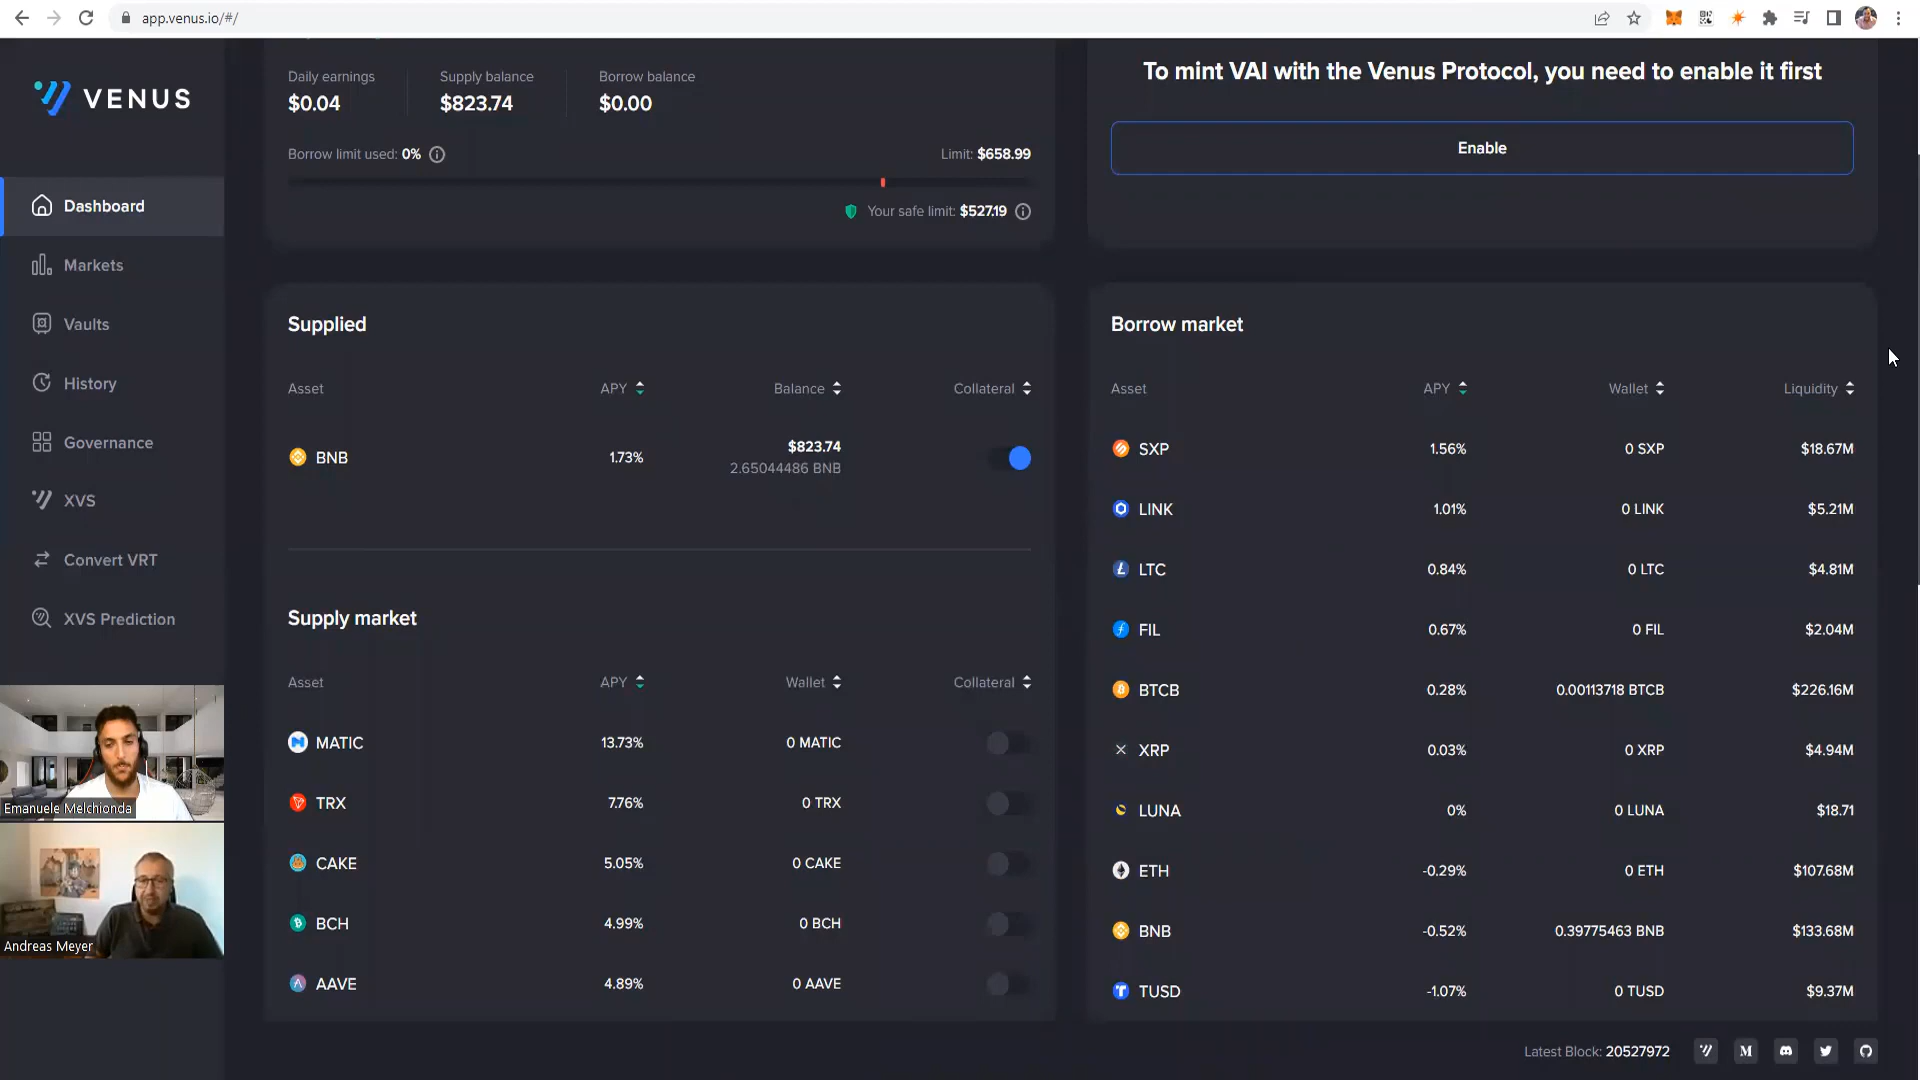 app.venus.io/#/
VENUS
Dashboard
Markets
Vaults
History
Governance
XVS
Convert VRT
XVS Prediction
Emanuele Melchionda
Andreas Meyer
Daily earnings Supply balance Borrow balance
$0.04 $823.74 $0.00
Borrow limit used: 0% Limit: $658.99
Your safe limit: $527.19
To mint VAI with the Venus Protocol, you need to enable it first
Enable
Supplied
Asset APY Balance Collateral
BNB 1.73% $823.74
2.65044486 BNB
Supply market
Asset APY Wallet Collateral
MATIC 13.73% 0 MATIC
TRX 7.76% 0 TRX
CAKE 5.05% 0 CAKE
BCH 4.99% 0 BCH
AAVE 4.89% 0 AAVE
Borrow market
Asset APY Wallet Liquidity
SXP 1.56% 0 SXP $18.67M
LINK 1.01% 0 LINK $5.21M
LTC 0.84% 0 LTC $4.81M
FIL 0.67% 0 FIL $2.04M
BTCB 0.28% 0.00113718 BTCB $226.16M
XRP 0.03% 0 XRP $4.94M
LUNA 0% 0 LUNA $18.71
ETH -0.29% 0 ETH $107.68M
BNB -0.52% 0.39775463 BNB $133.68M
TUSD -1.07% 0 TUSD $9.37M
Latest Block: 20527972